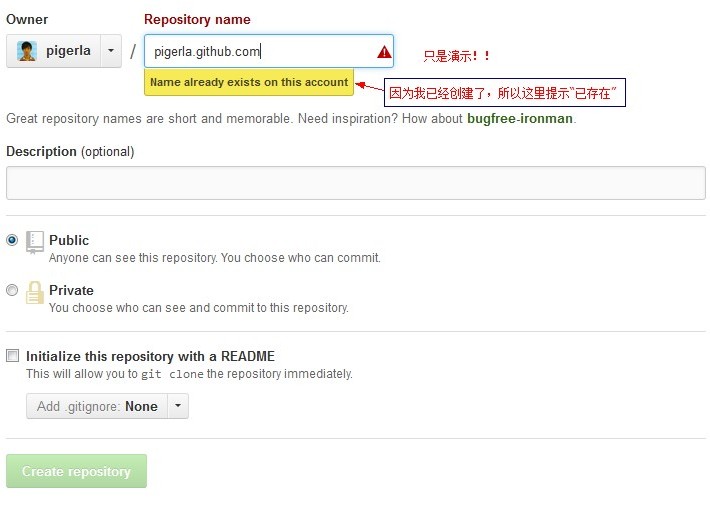 Owner
Repository name
pigerla
/
pigerla.github.com
只是演示！！
Name already exists on this account
因为我已经创建了，所以这里提示“已存在”
Great repository names are short and memorable. Need inspiration? How about bugfree-ironman.
Description (optional)
Public
Anyone can see this repository. You choose who can commit.
Private
You choose who can see and commit to this repository.
Initialize this repository with a README
This will allow you to git clone the repository immediately.
Add .gitignore: None
Create repository